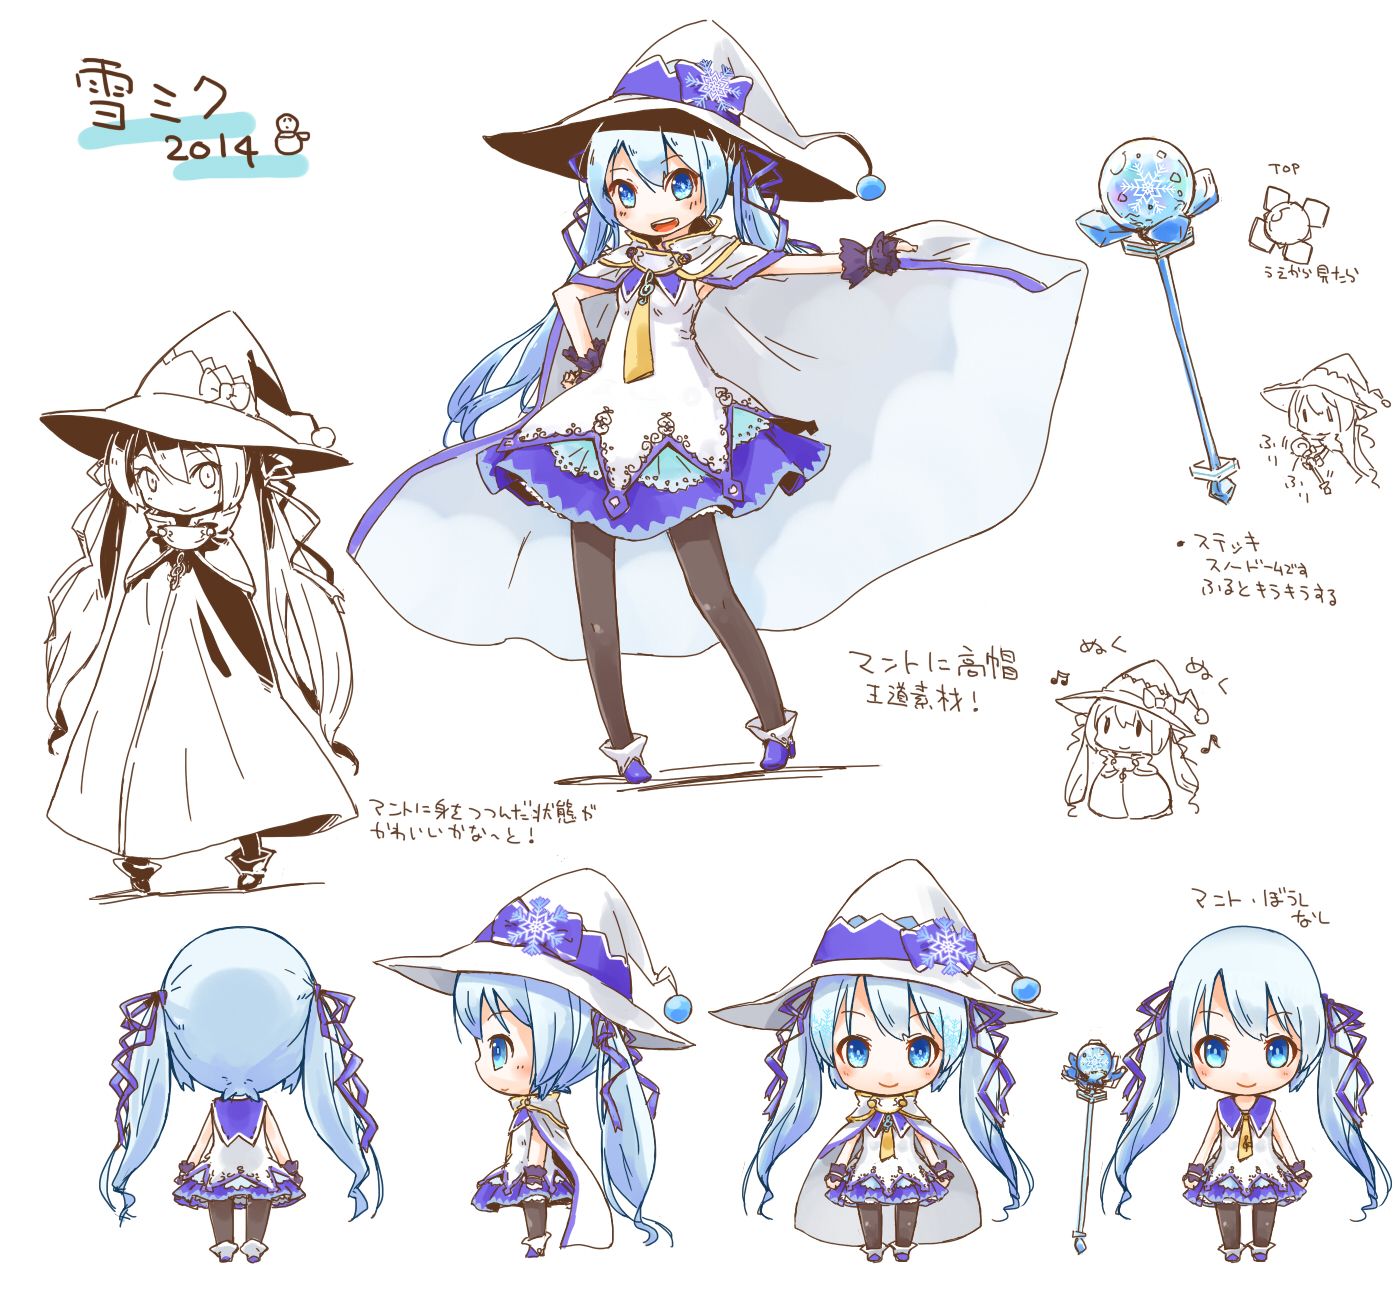 雪ミク
2014
TOP
うえから見たら
ふりふり
ふり
・ステッキ
スノードームです
ふるとキラキラする
マントに高帽
王道素材！
ぬく
ぬく
マントに身をつつんだ状態が
かわいいかな〜と！
マント・ぼうし
なし